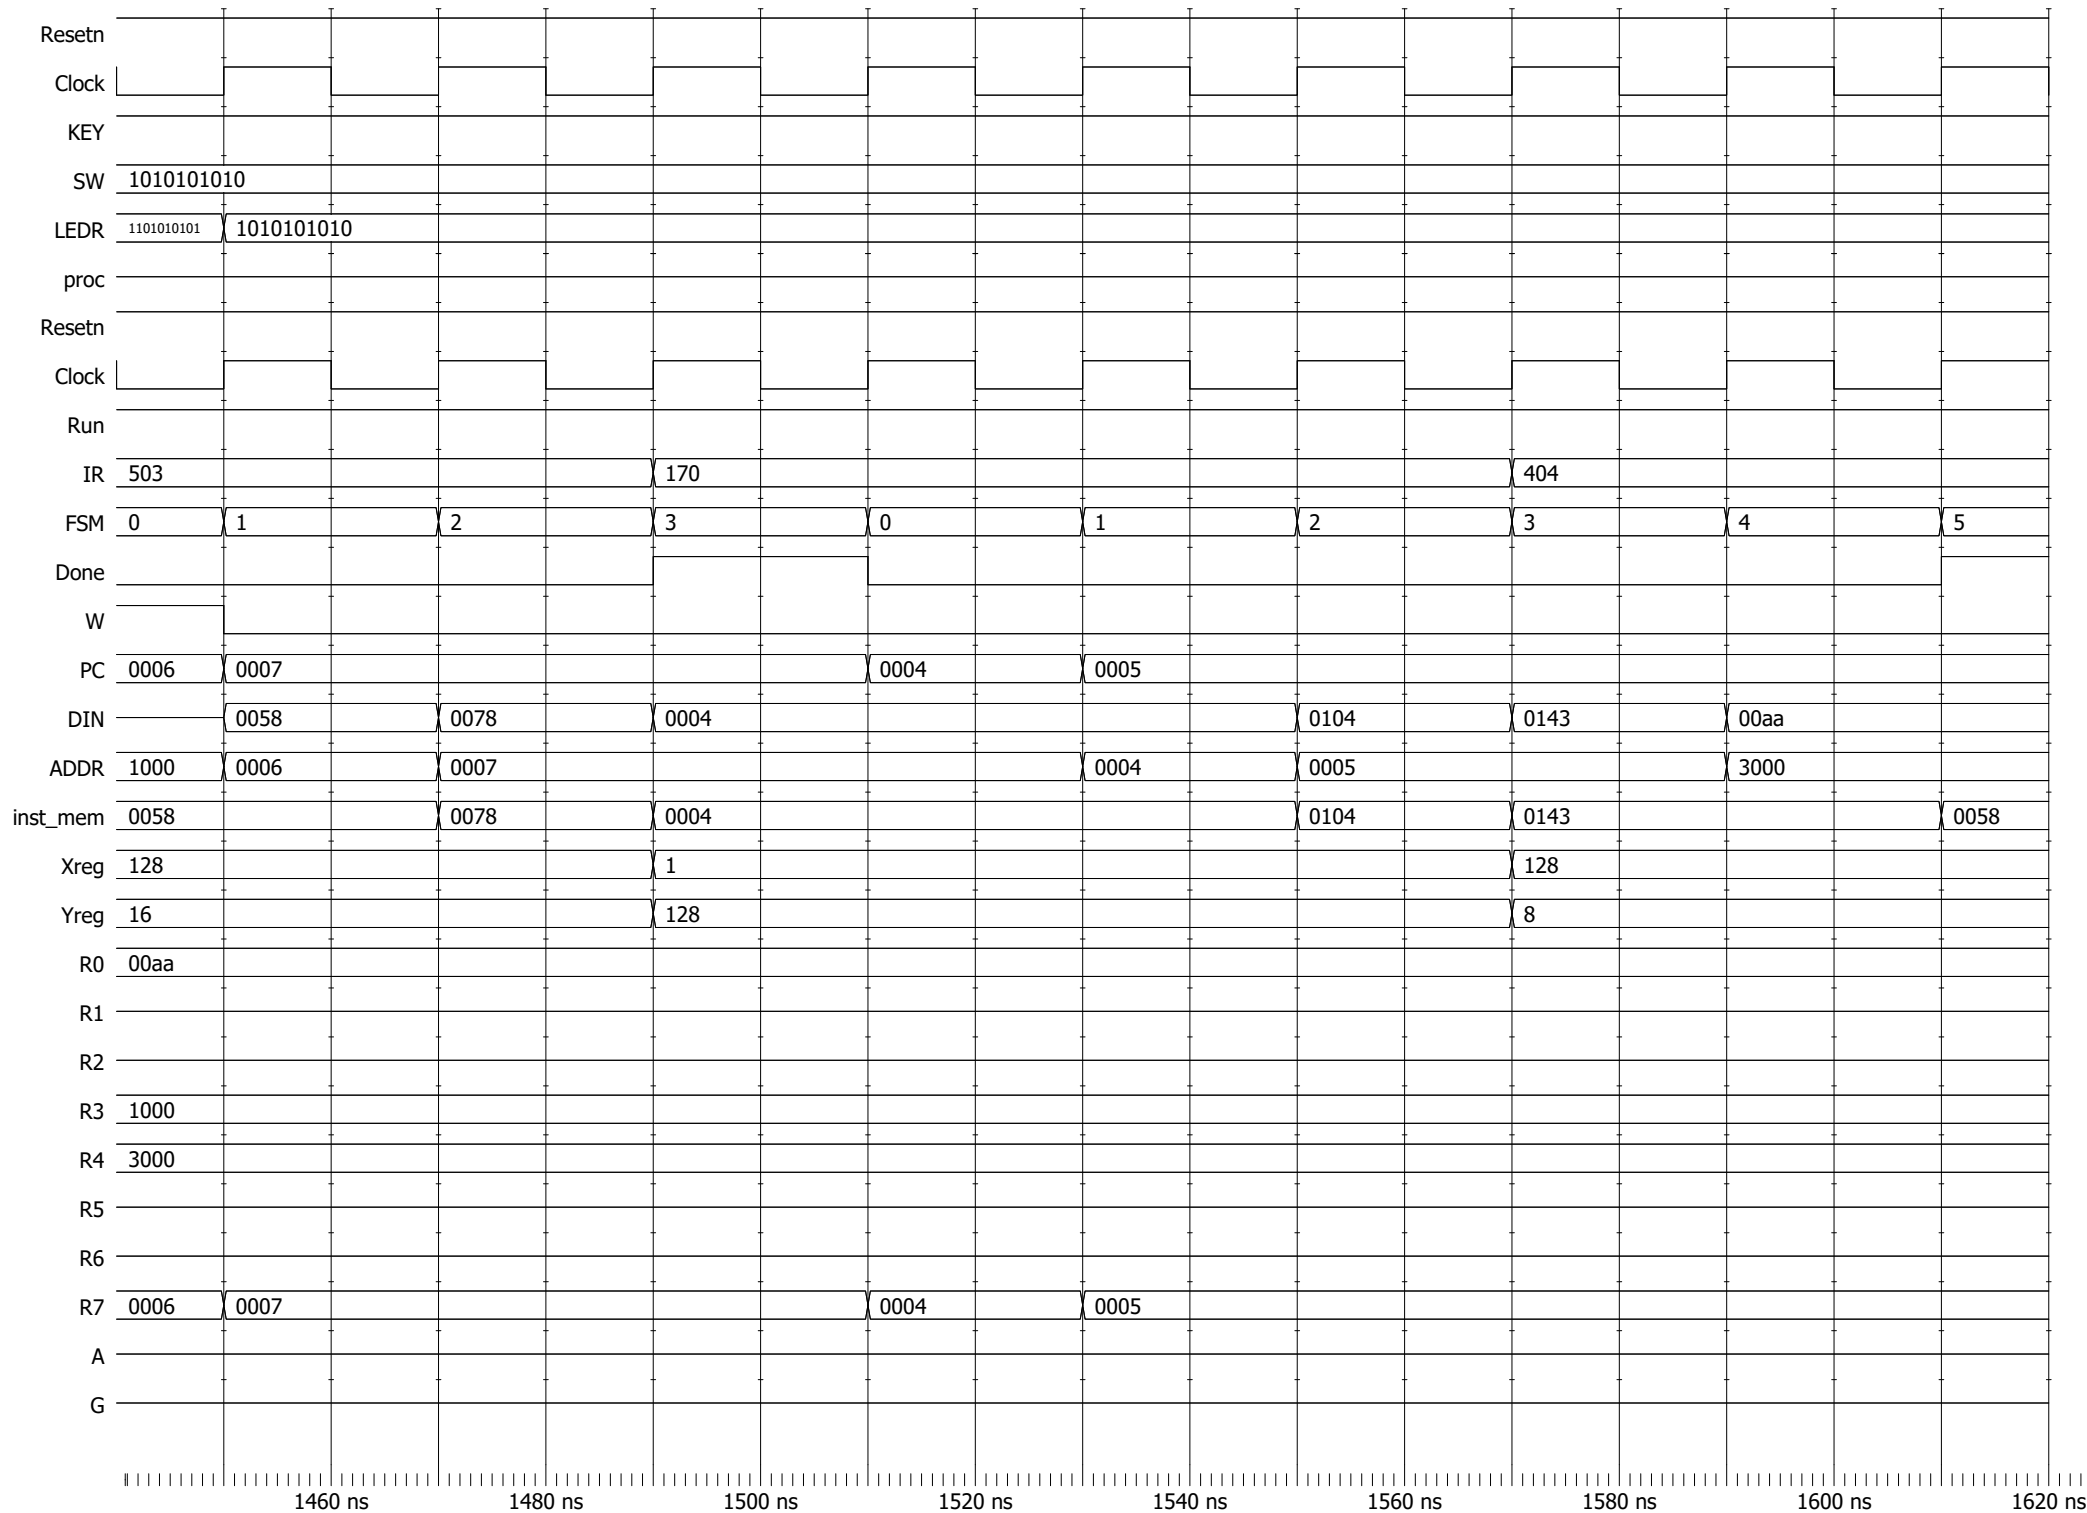 Resetn
Clock
KEY
SW 1010101010
LEDR 1101010101 1010101010
proc
Resetn
Clock
Run
IR 503 170 404
FSM 0 1 2 3 0 1 2 3 4 5
Done
W
PC 0006 0007 0004 0005
DIN 0058 0078 0004 0104 0143 00aa
ADDR 1000 0006 0007 0004 0005 3000
inst_mem 0058 0078 0004 0104 0143 0058
Xreg 128 1 128
Yreg 16 128 8
R0 00aa
R1
R2
R3 1000
R4 3000
R5
R6
R7 0006 0007 0004 0005
A
G
1460 ns 1480 ns 1500 ns 1520 ns 1540 ns 1560 ns 1580 ns 1600 ns 1620 ns